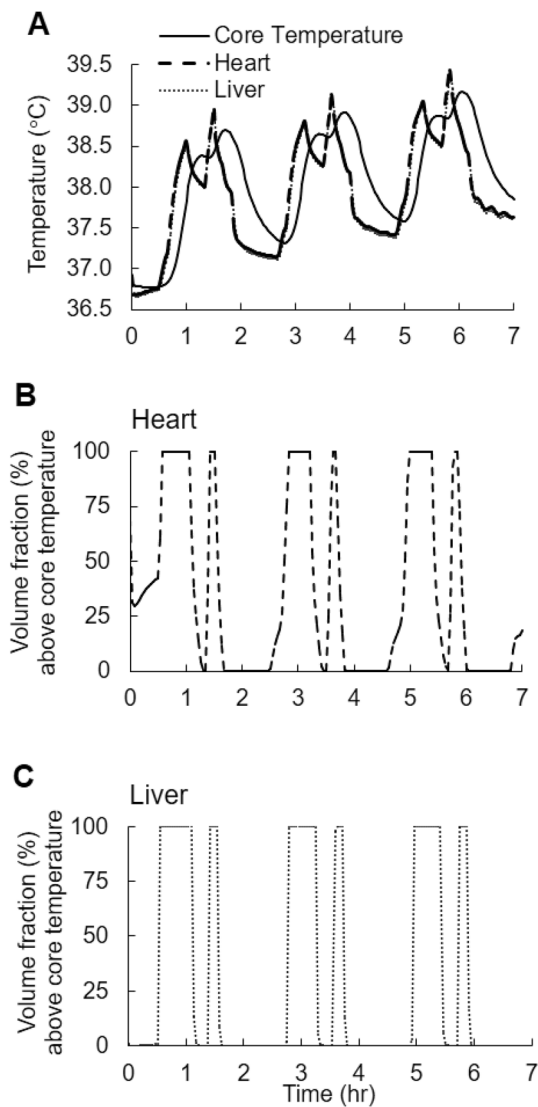 A
Core Temperature
Heart
Liver
Temperature (°C)
39.5
39.0
38.5
38.0
37.5
37.0
36.5
0 1 2 3 4 5 6 7
B
Heart
Volume fraction (%)
above core temperature
100
75
50
25
0
0 1 2 3 4 5 6 7
C
Liver
Volume fraction (%)
above core temperature
100
75
50
25
0
0 1 2 3 4 5 6 7
Time (hr)